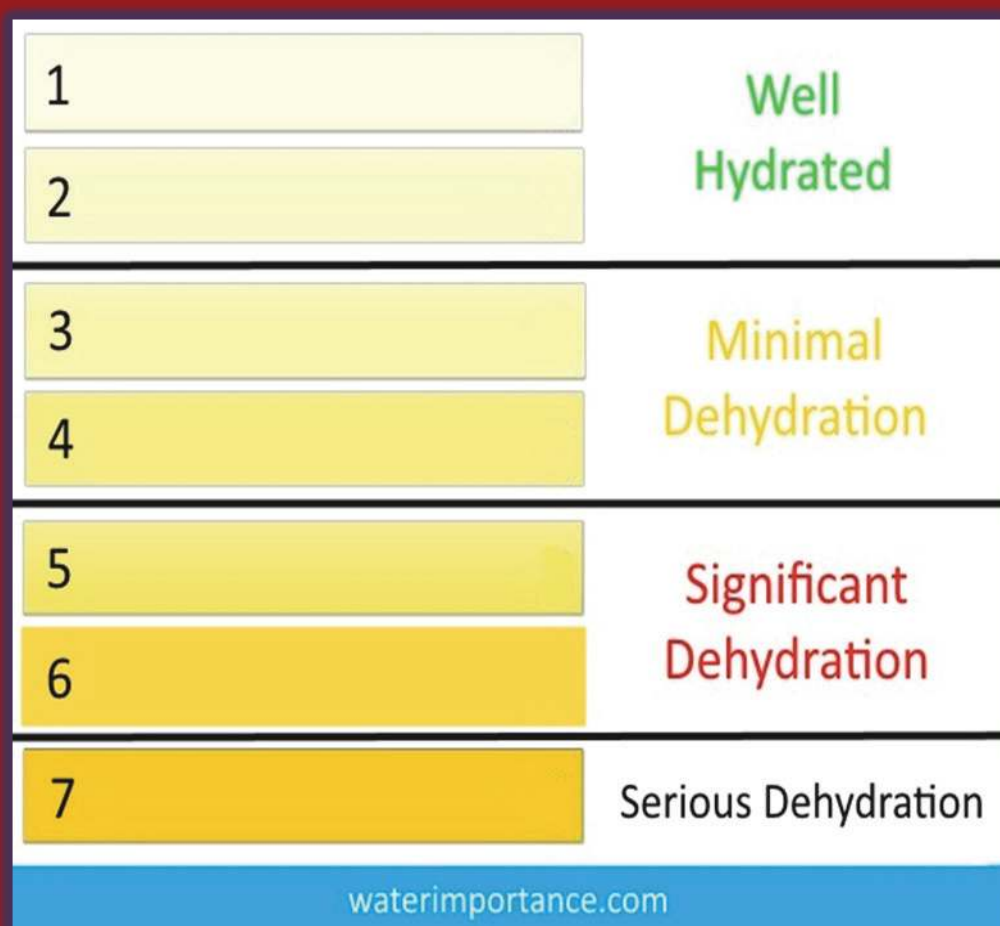 1
Well
Hydrated
2
3
Minimal
Dehydration
4
5
Significant
Dehydration
6
7
Serious Dehydration
waterimportance.com